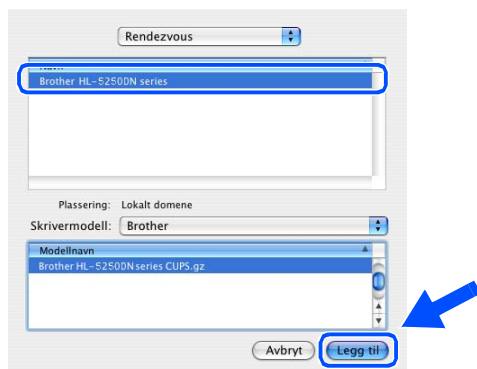 Rendezvous
Navn
Brother HL-5250DN series
Plassering: Lokalt domene
Skrivermodell: Brother
Modellnavn
Brother HL-5250DN series CUPS.gz
Avbryt Legg til